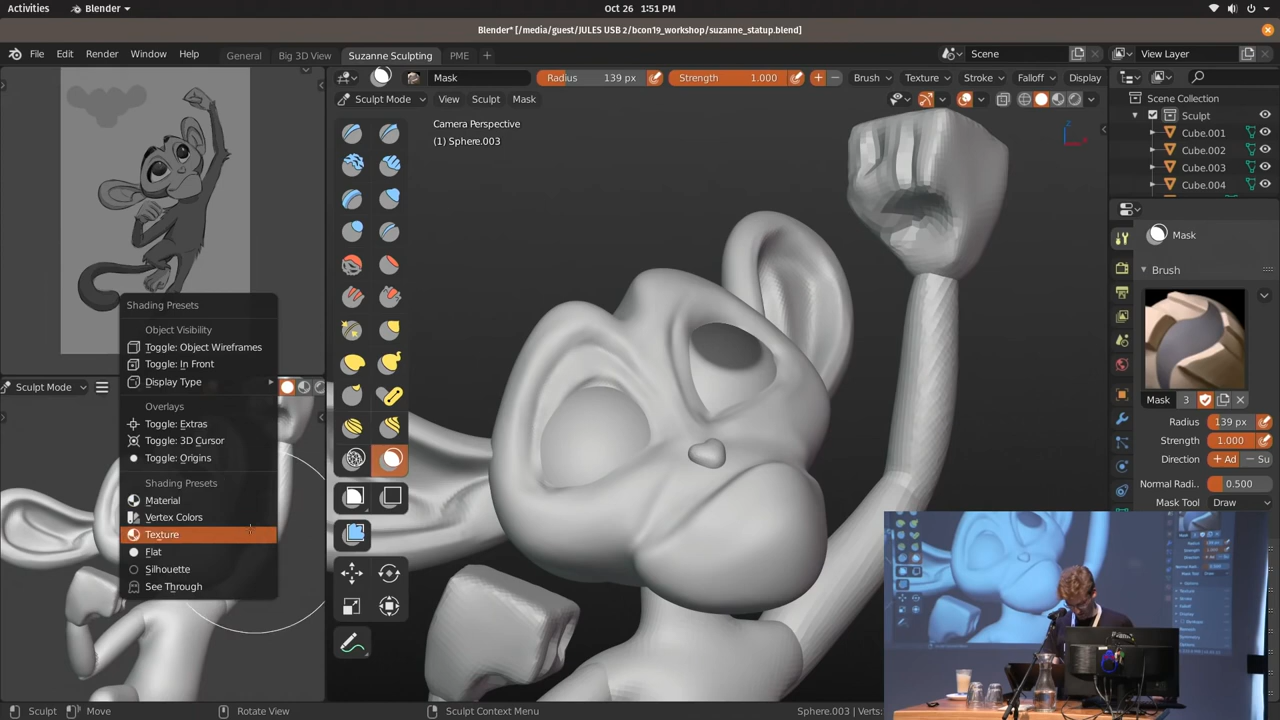 Activities
Blender
Oct 26 1:51 PM
Blender* [/media/guest/JULES USB 2/bcon19_workshop/suzanne_statup.blend]
File Edit Render Window Help
General Big 3D View Suzanne Sculpting PME +
Scene
View Layer
Mask
Radius 139 px
Strength 1.000
Brush Texture Stroke Falloff Display
Sculpt Mode View Sculpt Mask
Camera Perspective
(1) Sphere.003
Scene Collection
Sculpt
Cube.001
Cube.002
Cube.003
Cube.004
Mask
Brush
Mask 3
Radius 139 px
Strength 1.000
Direction + Ad — Su
Normal Radi.. 0.500
Mask Tool Draw
Sculpt Mode
Shading Presets
Object Visibility
Toggle: Object Wireframes
Toggle: In Front
Display Type
Overlays
Toggle: Extras
Toggle: 3D Cursor
Toggle: Origins
Shading Presets
Material
Vertex Colors
Texture
Flat
Silhouette
See Through
Sculpt Move Rotate View Sculpt Context Menu
Sphere.003 | Verts: